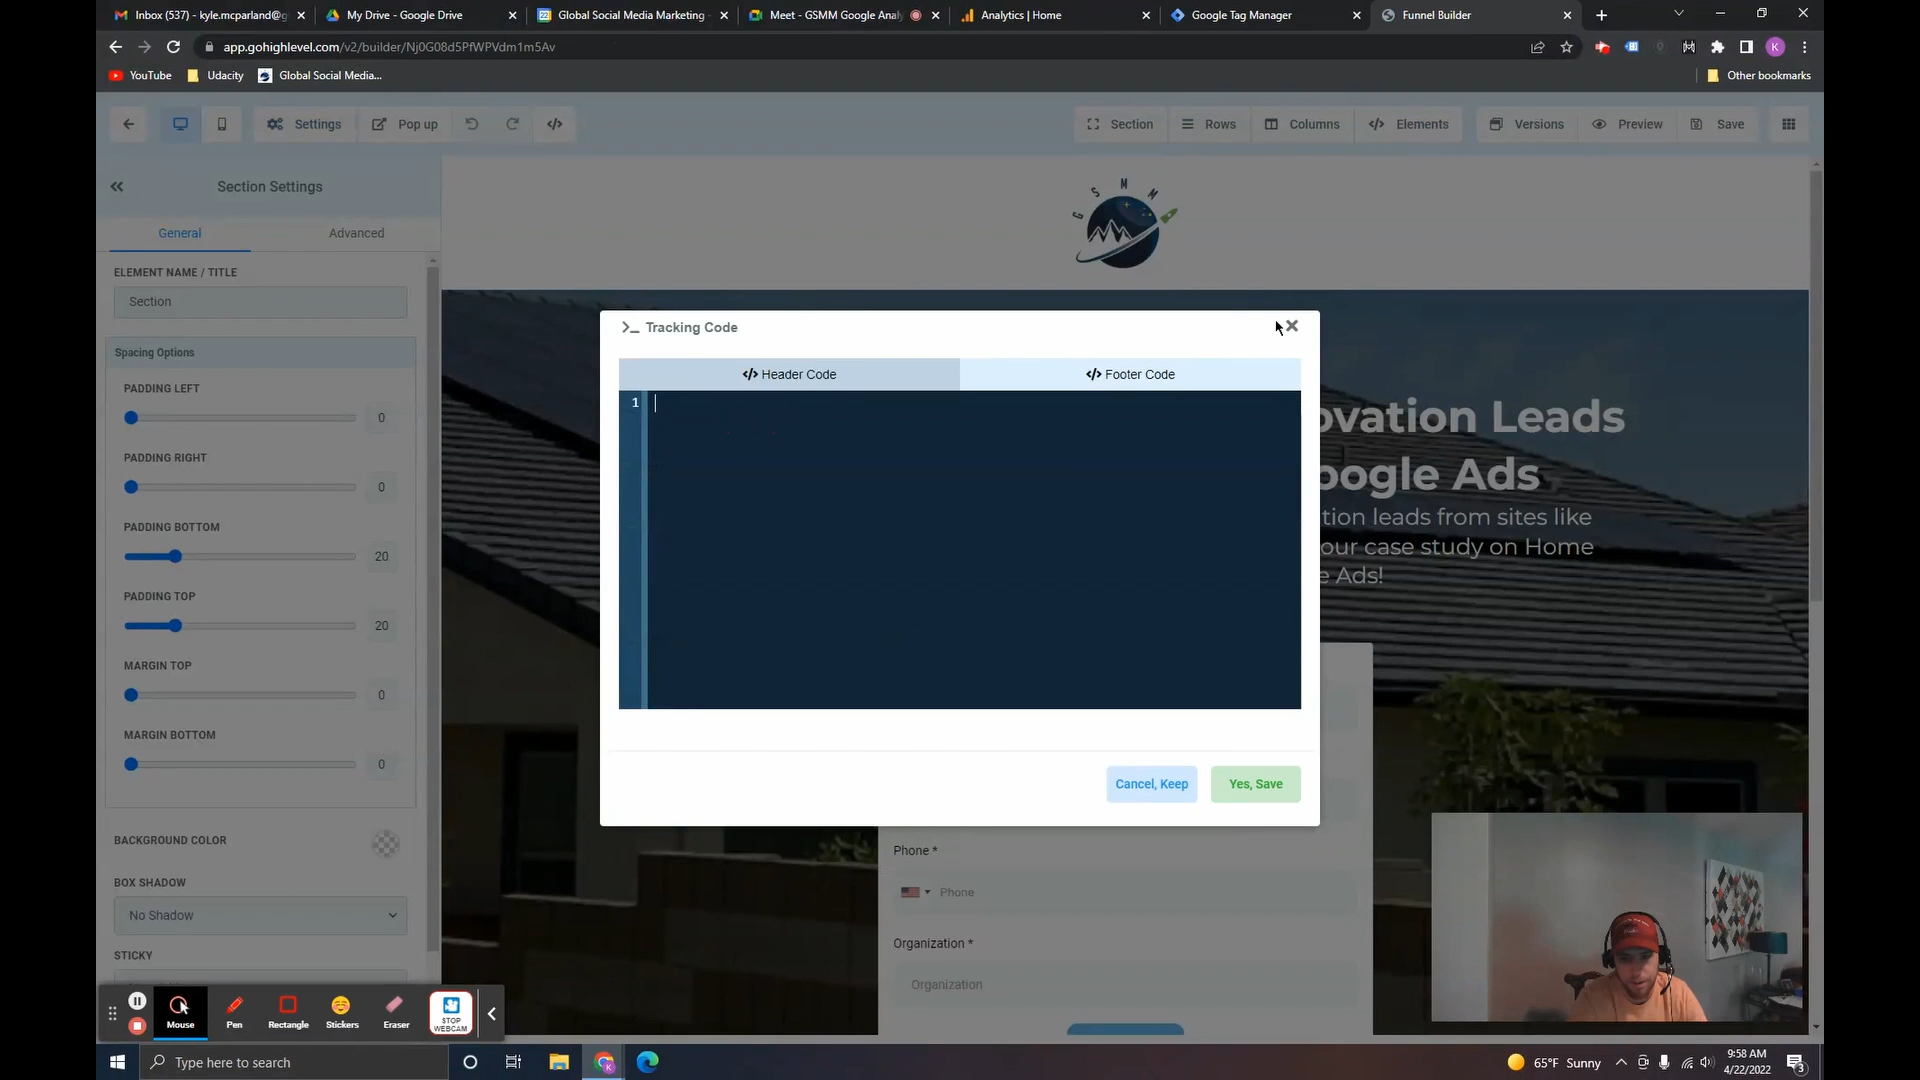 Inbox (537) - kyle.mcparland@g
My Drive - Google Drive
Global Social Media Marketing -
Meet - GSMM Google Analy
Analytics | Home
Google Tag Manager
Funnel Builder
app.gohighlevel.com/v2/builder/Nj0G08d5PfWPVdm1m5Av
K
YouTube
Udacity
Global Social Media...
Other bookmarks
Settings
Pop up
Section
Rows
Columns
Elements
Versions
Preview
Save
Section Settings
General
Advanced
ELEMENT NAME / TITLE
Section
Spacing Options
PADDING LEFT
0
PADDING RIGHT
0
PADDING BOTTOM
20
PADDING TOP
20
MARGIN TOP
0
MARGIN BOTTOM
0
BACKGROUND COLOR
BOX SHADOW
No Shadow
STICKY
G S M M
Tracking Code
Header Code
Footer Code
1
Cancel, Keep
Yes, Save
ovation Leads
oogle Ads
tion leads from sites like
our case study on Home
e Ads!
Phone *
Phone
Organization *
Organization
Mouse
Pen
Rectangle
Stickers
Eraser
STOP
WEBCAM
Type here to search
65°F Sunny
9:58 AM
4/22/2022
3